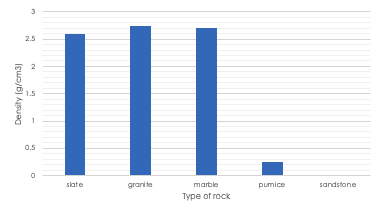 3
2.5
2
1.5
1
0.5
0
Density (g/cm3)
slate granite marble pumice sandstone
Type of rock